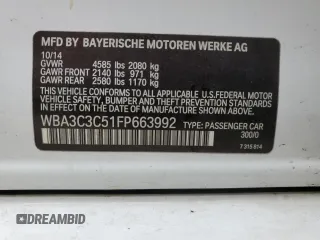 MFD BY BAYERISCHE MOTOREN WERKE AG
10/14
GVWR 4585 lbs 2080 kg
GAWR FRONT 2140 lbs 971 kg
GAWR REAR 2580 lbs 1170 kg
THIS VEHICLE CONFORMS TO ALL APPLICABLE
U.S.FEDERAL MOTOR
VEHICLE SAFETY,
BUMPER AND THEFT PREVENTION
STANDARDS IN EFFECT ON THE DATE OF
MANUFACTURE SHOWN ABOVE.
WBA3C3C51FP663992 TYPE: PASSENGER CAR
300/0
7 315 814
DREAMBID